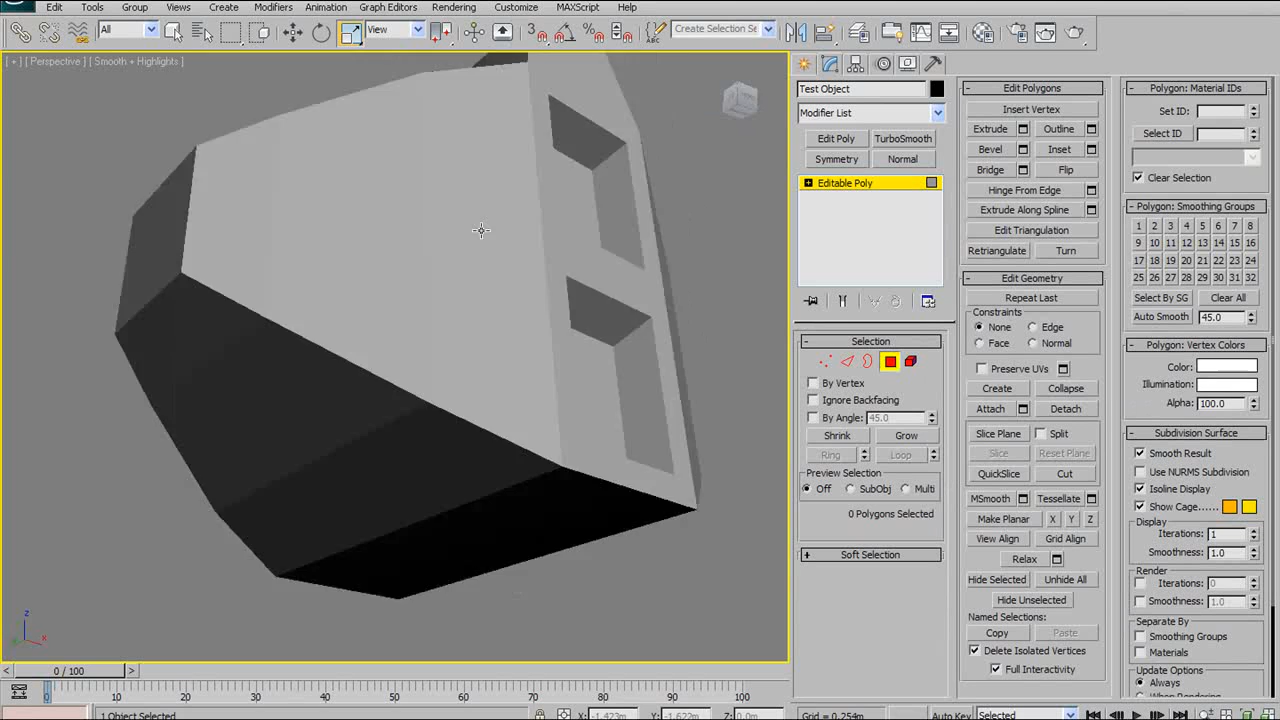 Edit Tools Group Views Create Modifiers Animation Graph Editors Rendering Customize MAXScript Help
All View Create Selection Se
[ + ] [ Perspective ] [ Smooth + Highlights ]
Test Object
Modifier List
Edit Poly TurboSmooth
Symmetry Normal
Editable Poly
Selection
By Vertex
Ignore Backfacing
By Angle: 45.0
Shrink Grow
Ring Loop
Preview Selection
Off SubObj Multi
0 Polygons Selected
Soft Selection
Edit Polygons
Insert Vertex
Extrude Outline
Bevel Inset
Bridge Flip
Hinge From Edge
Extrude Along Spline
Edit Triangulation
Retriangulate Turn
Edit Geometry
Repeat Last
Constraints
None Edge
Face Normal
Preserve UVs
Create Collapse
Attach Detach
Slice Plane Split
Slice Reset Plane
QuickSlice Cut
MSmooth Tessellate
Make Planar X Y Z
View Align Grid Align
Relax
Hide Selected Unhide All
Hide Unselected
Named Selections:
Copy Paste
Delete Isolated Vertices
Full Interactivity
Polygon: Material IDs
Set ID:
Select ID
Clear Selection
Polygon: Smoothing Groups
1 2 3 4 5 6 7 8
9 10 11 12 13 14 15 16
17 18 19 20 21 22 23 24
25 26 27 28 29 30 31 32
Select By SG Clear All
Auto Smooth 45.0
Polygon: Vertex Colors
Color:
Illumination:
Alpha: 100.0
Subdivision Surface
Smooth Result
Use NURMS Subdivision
Isoline Display
Show Cage......
Display
Iterations: 1
Smoothness: 1.0
Render
Iterations: 0
Smoothness: 1.0
Separate By
Smoothing Groups
Materials
Update Options
Always
When Rendering
z
x
< 0 / 100 >
0 10 20 30 40 50 60 70 80 90 100
1 Object Selected X: -1.423m Y: -1.622m Z: 0.0m Grid = 0.254m Auto Key Selected